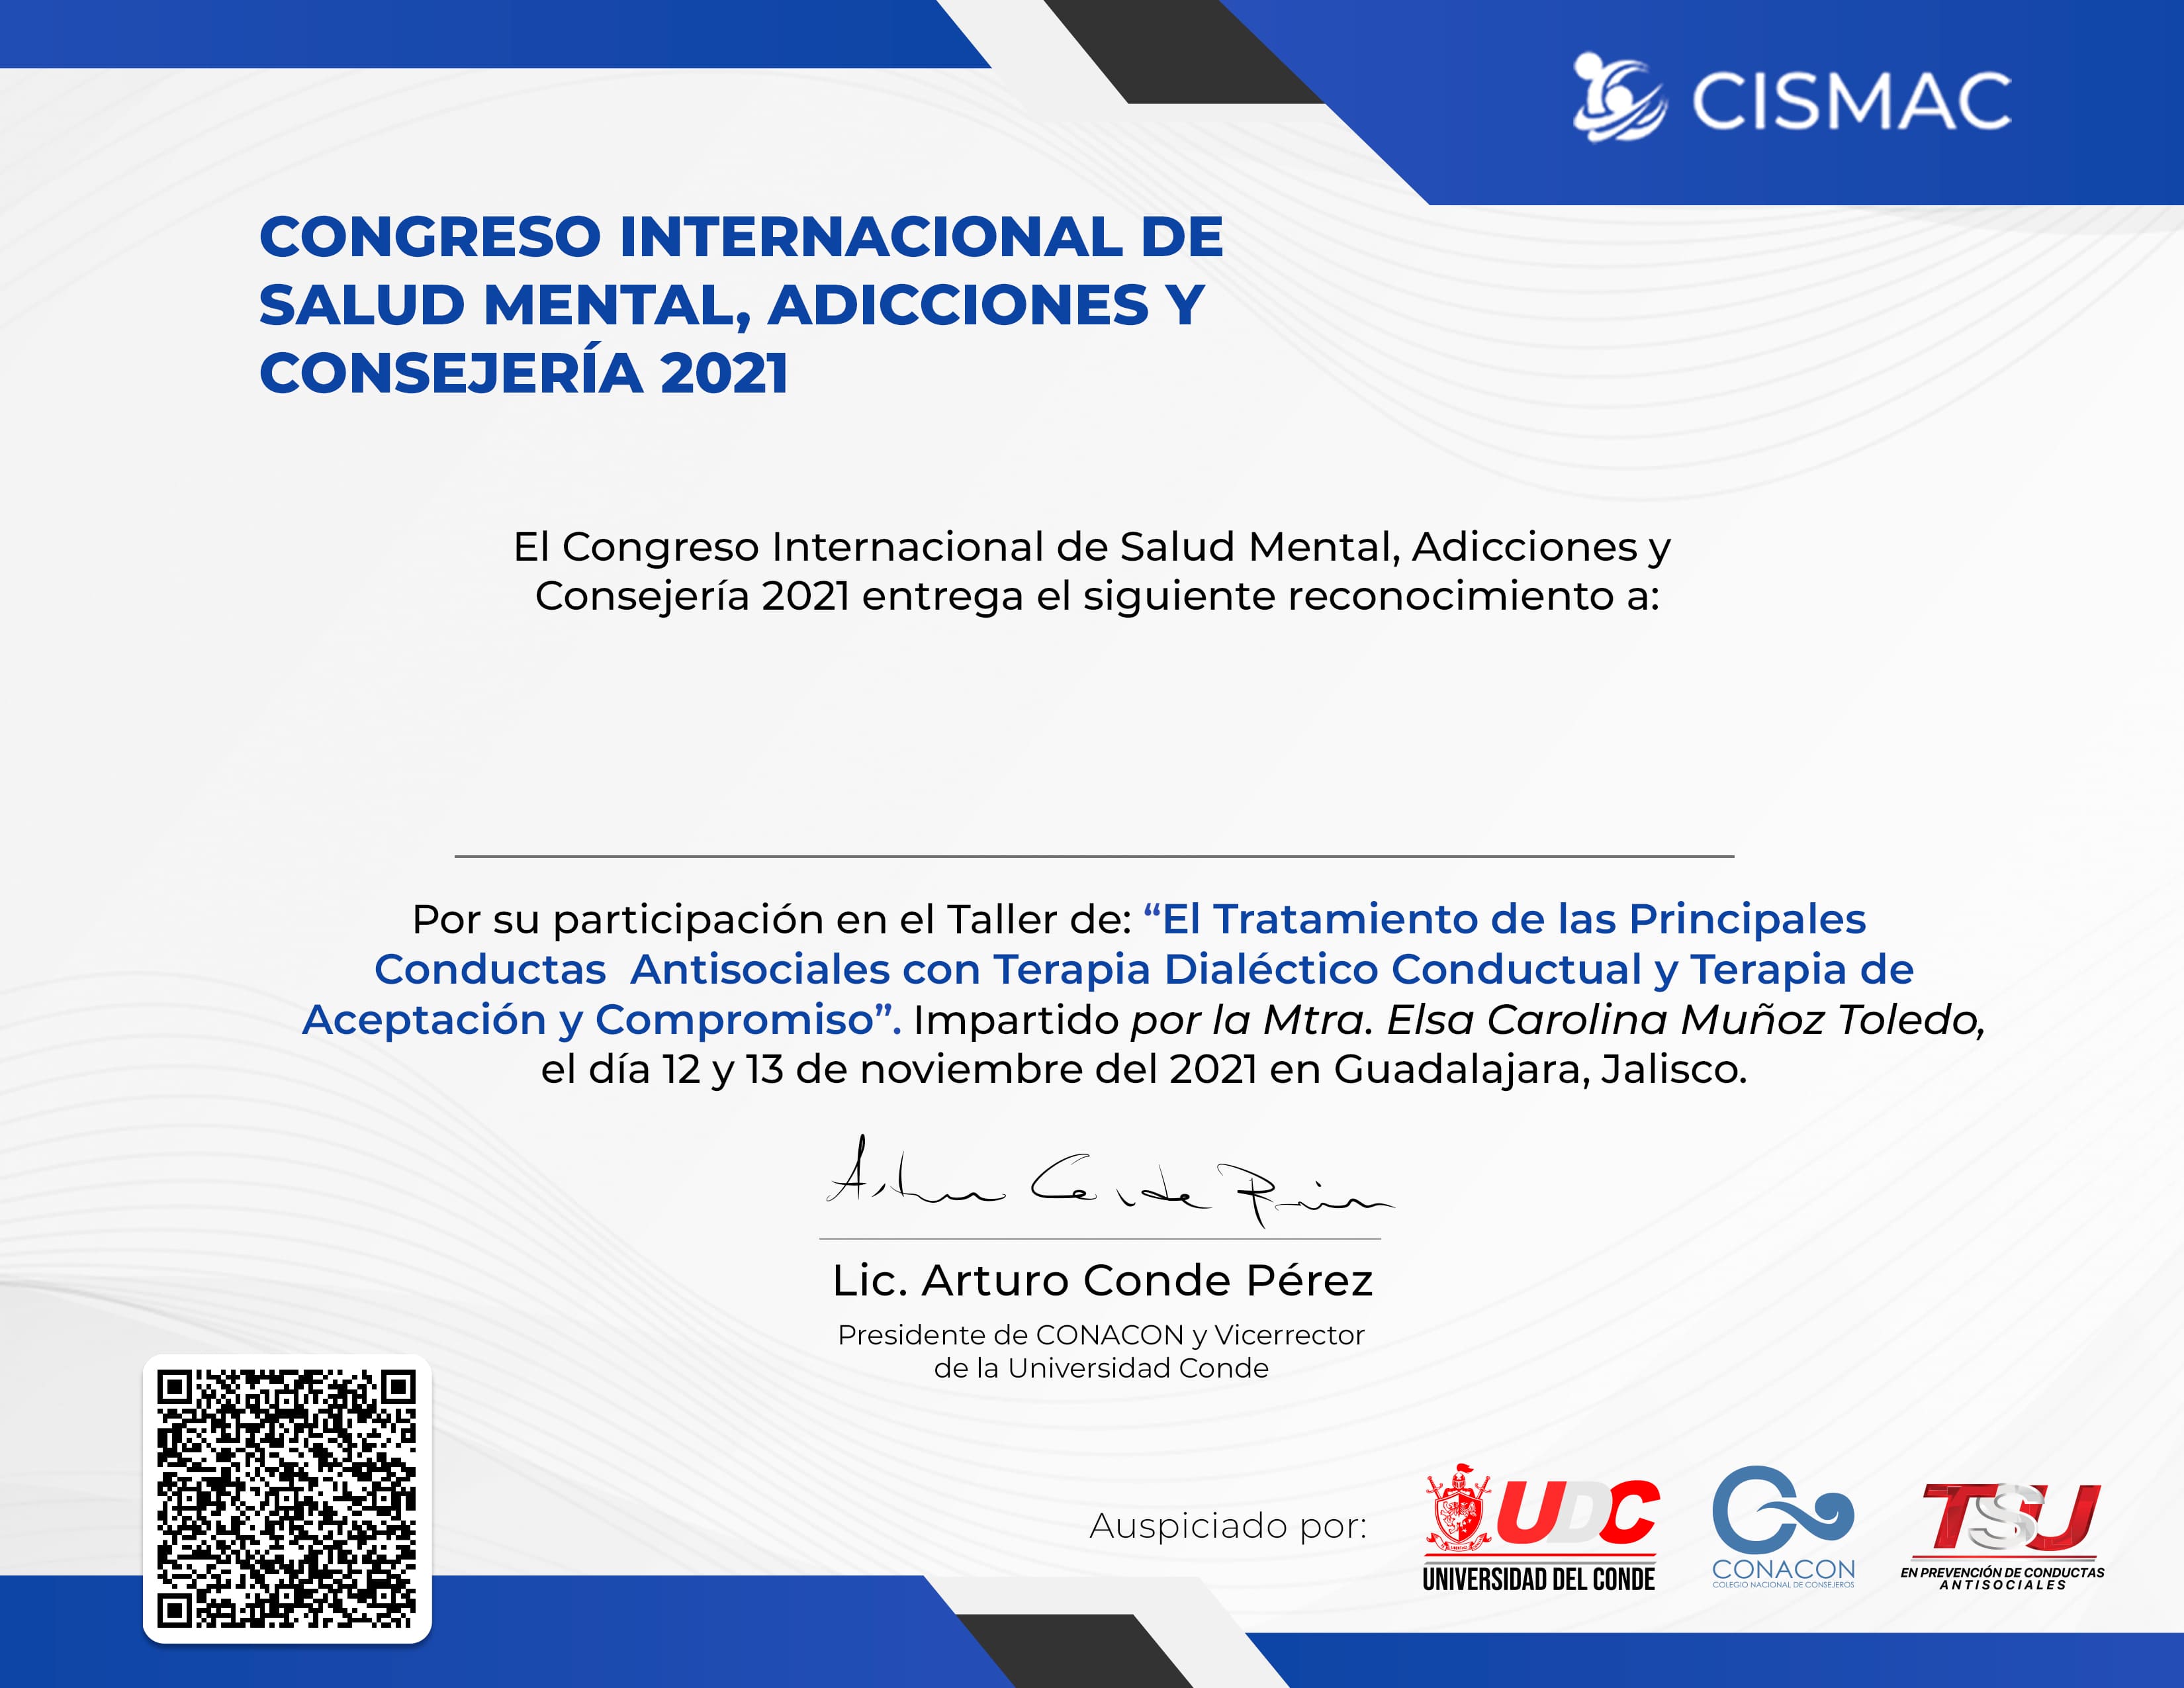 CISMAC
CONGRESO INTERNACIONAL DE
SALUD MENTAL, ADICCIONES Y
CONSEJERÍA 2021
El Congreso Internacional de Salud Mental, Adicciones y
Consejería 2021 entrega el siguiente reconocimiento a:
Por su participación en el Taller de: “El Tratamiento de las Principales
Conductas Antisociales con Terapia Dialéctico Conductual y Terapia de
Aceptación y Compromiso”. Impartido por la Mtra. Elsa Carolina Muñoz Toledo,
el día 12 y 13 de noviembre del 2021 en Guadalajara, Jalisco.
Lic. Arturo Conde Pérez
Presidente de CONACON y Vicerrector
de la Universidad Conde
Auspiciado por:
UDC
UNIVERSIDAD DEL CONDE
CONACON
COLEGIO NACIONAL DE CONSEJEROS
TSU
EN PREVENCIÓN DE CONDUCTAS
ANTISOCIALES